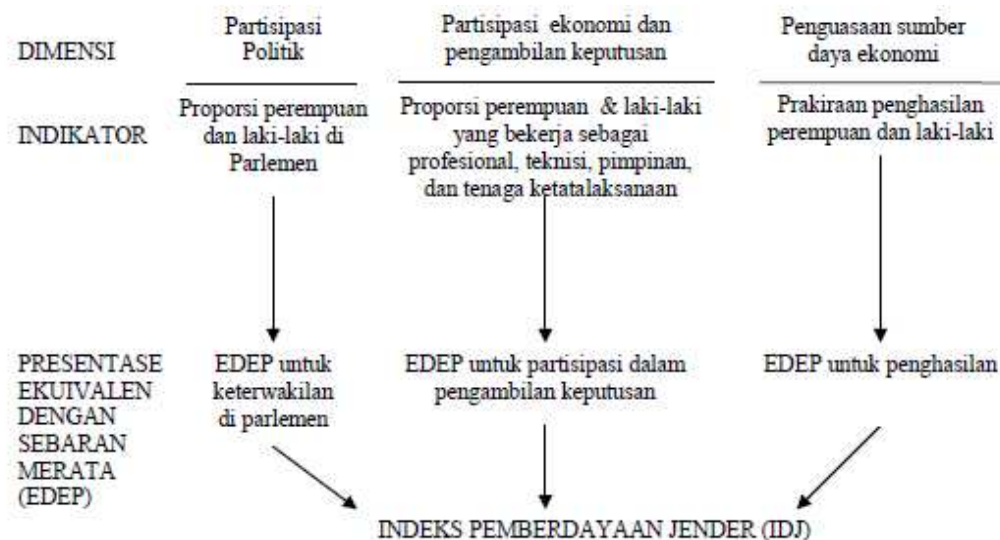 DIMENSI
Partisipasi
Politik
Partisipasi ekonomi dan
pengambilan keputusan
Penguasaan sumber
daya ekonomi
INDIKATOR
Proporsi perempuan
dan laki-laki di
Parlemen
Proporsi perempuan & laki-laki
yang bekerja sebagai
profesional, teknisi, pimpinan,
dan tenaga ketatalaksanaan
Prakiraan penghasilan
perempuan dan laki-laki
PRESENTASE
EKUIVALEN
DENGAN
SEBARAN
MERATA
(EDEP)
EDEP untuk
keterwakilan
di parlemen
EDEP untuk partisipasi dalam
pengambilan keputusan
EDEP untuk penghasilan
INDEKS PEMBERDAYAAN JENDER (IDJ)